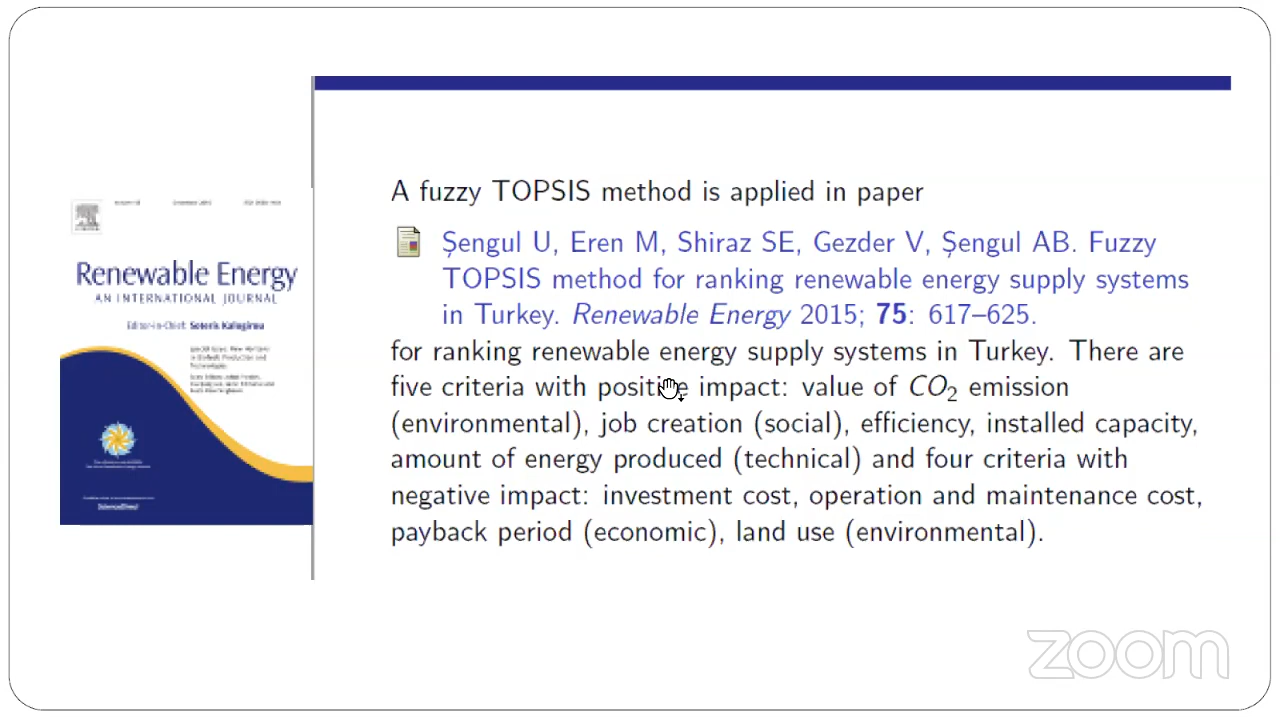 Renewable Energy
AN INTERNATIONAL JOURNAL
Editor-in-Chief: Soteris Kalogirou
ScienceDirect
A fuzzy TOPSIS method is applied in paper
Şengul U, Eren M, Shiraz SE, Gezder V, Şengul AB. Fuzzy
TOPSIS method for ranking renewable energy supply systems
in Turkey. Renewable Energy 2015; 75: 617–625.
for ranking renewable energy supply systems in Turkey. There are
five criteria with positive impact: value of CO₂ emission
(environmental), job creation (social), efficiency, installed capacity,
amount of energy produced (technical) and four criteria with
negative impact: investment cost, operation and maintenance cost,
payback period (economic), land use (environmental).
zoom